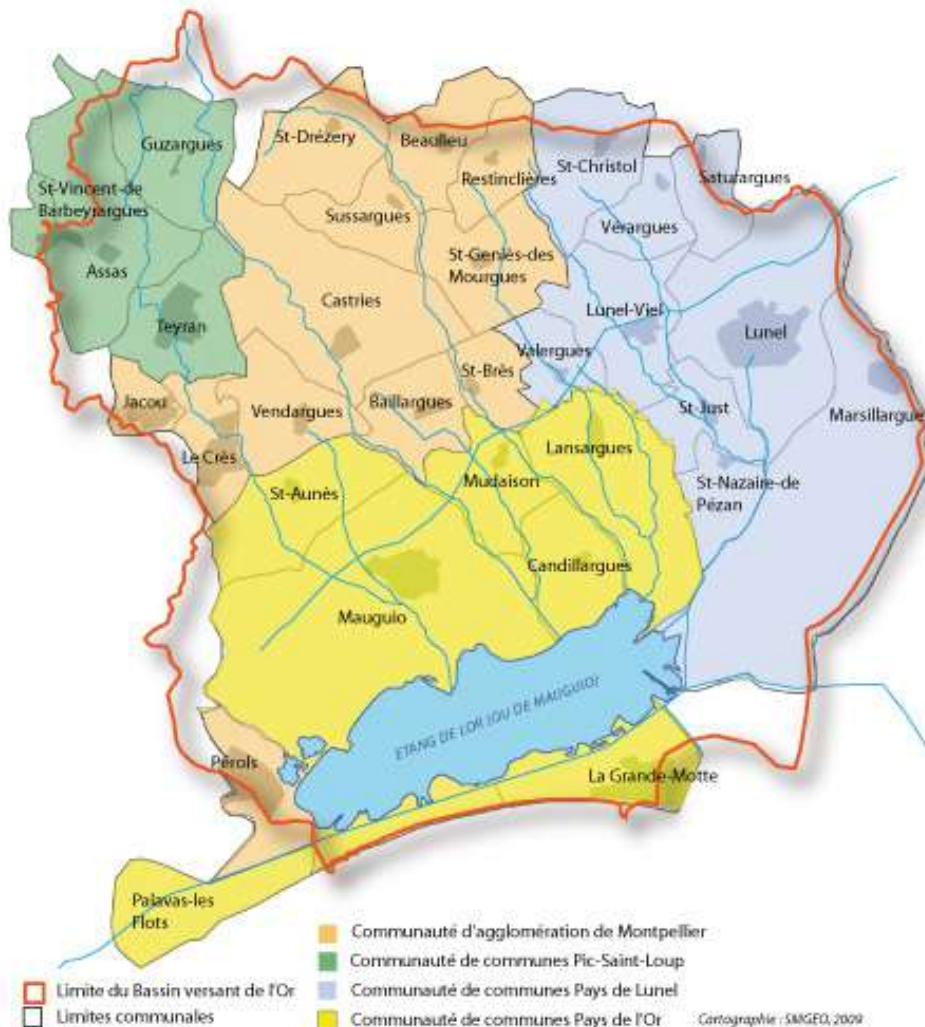 Guzargues
St-Drézery
Beaulieu
Restinclières
St-Christol
Saturargues
St-Vincent-de
Barbeyrargues
Sussargues
Vérargues
Assas
St-Geniès-des
Mourgues
Castries
Teyran
Lunel-Viel
Lunel
Valergues
St-Brès
Jacou
Vendargues
Baillargues
St-Just
Marsillargue
Le Crès
Lansargues
St-Aunès
Mudaison
St-Nazaire-de
Pézan
Candillargues
Mauguio
ETANG DE L'OR (OU DE MAUGUIO)
Pérols
La Grande-Motte
Palavas-les
Flots
Communauté d'agglomération de Montpellier
Communauté de communes Pic-Saint-Loup
Limite du Bassin versant de l'Or
Communauté de communes Pays de Lunel
Limites communales
Communauté de communes Pays de l'Or
Cartographie : SMGEO, 2009